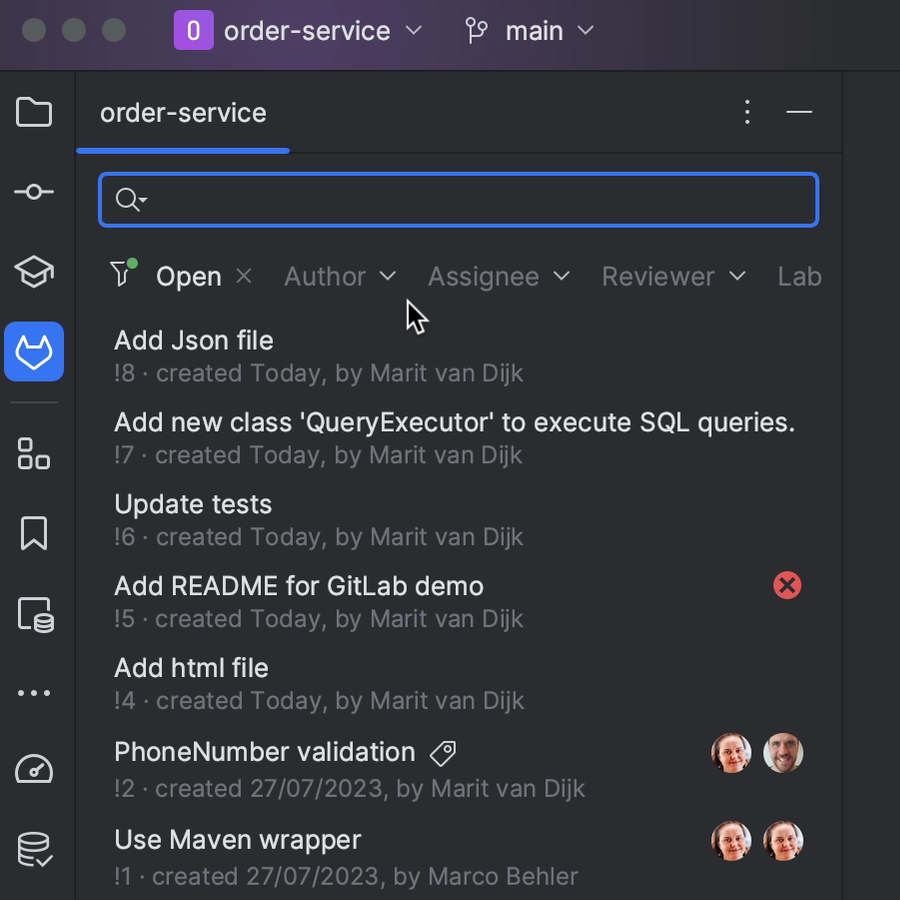 0 order-service main
order-service
Open Author Assignee Reviewer Lab
Add Json file
!8 · created Today, by Marit van Dijk
Add new class 'QueryExecutor' to execute SQL queries.
!7 · created Today, by Marit van Dijk
Update tests
!6 · created Today, by Marit van Dijk
Add README for GitLab demo
!5 · created Today, by Marit van Dijk
Add html file
!4 · created Today, by Marit van Dijk
PhoneNumber validation
!2 · created 27/07/2023, by Marit van Dijk
Use Maven wrapper
!1 · created 27/07/2023, by Marco Behler